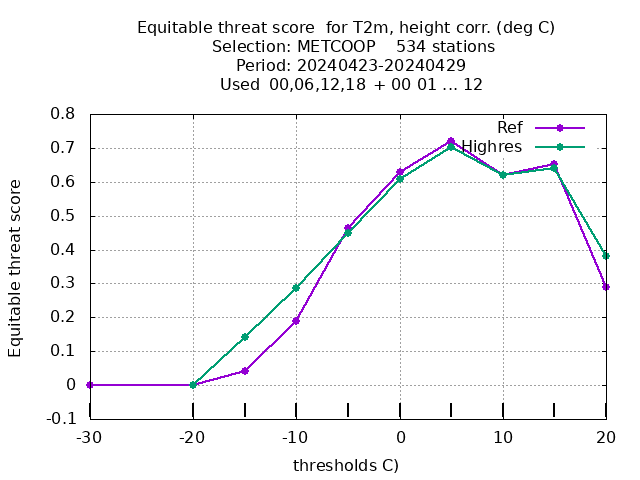 Equitable threat score  for T2m, height corr. (deg C)
Selection: METCOOP    534 stations
Period: 20240423-20240429
Used  00,06,12,18  + 00 01 ... 12
Ref
Highres
Equitable threat score
0.8
0.7
0.6
0.5
0.4
0.3
0.2
0.1
0
-0.1
-30
-20
-10
0
10
20
thresholds C)